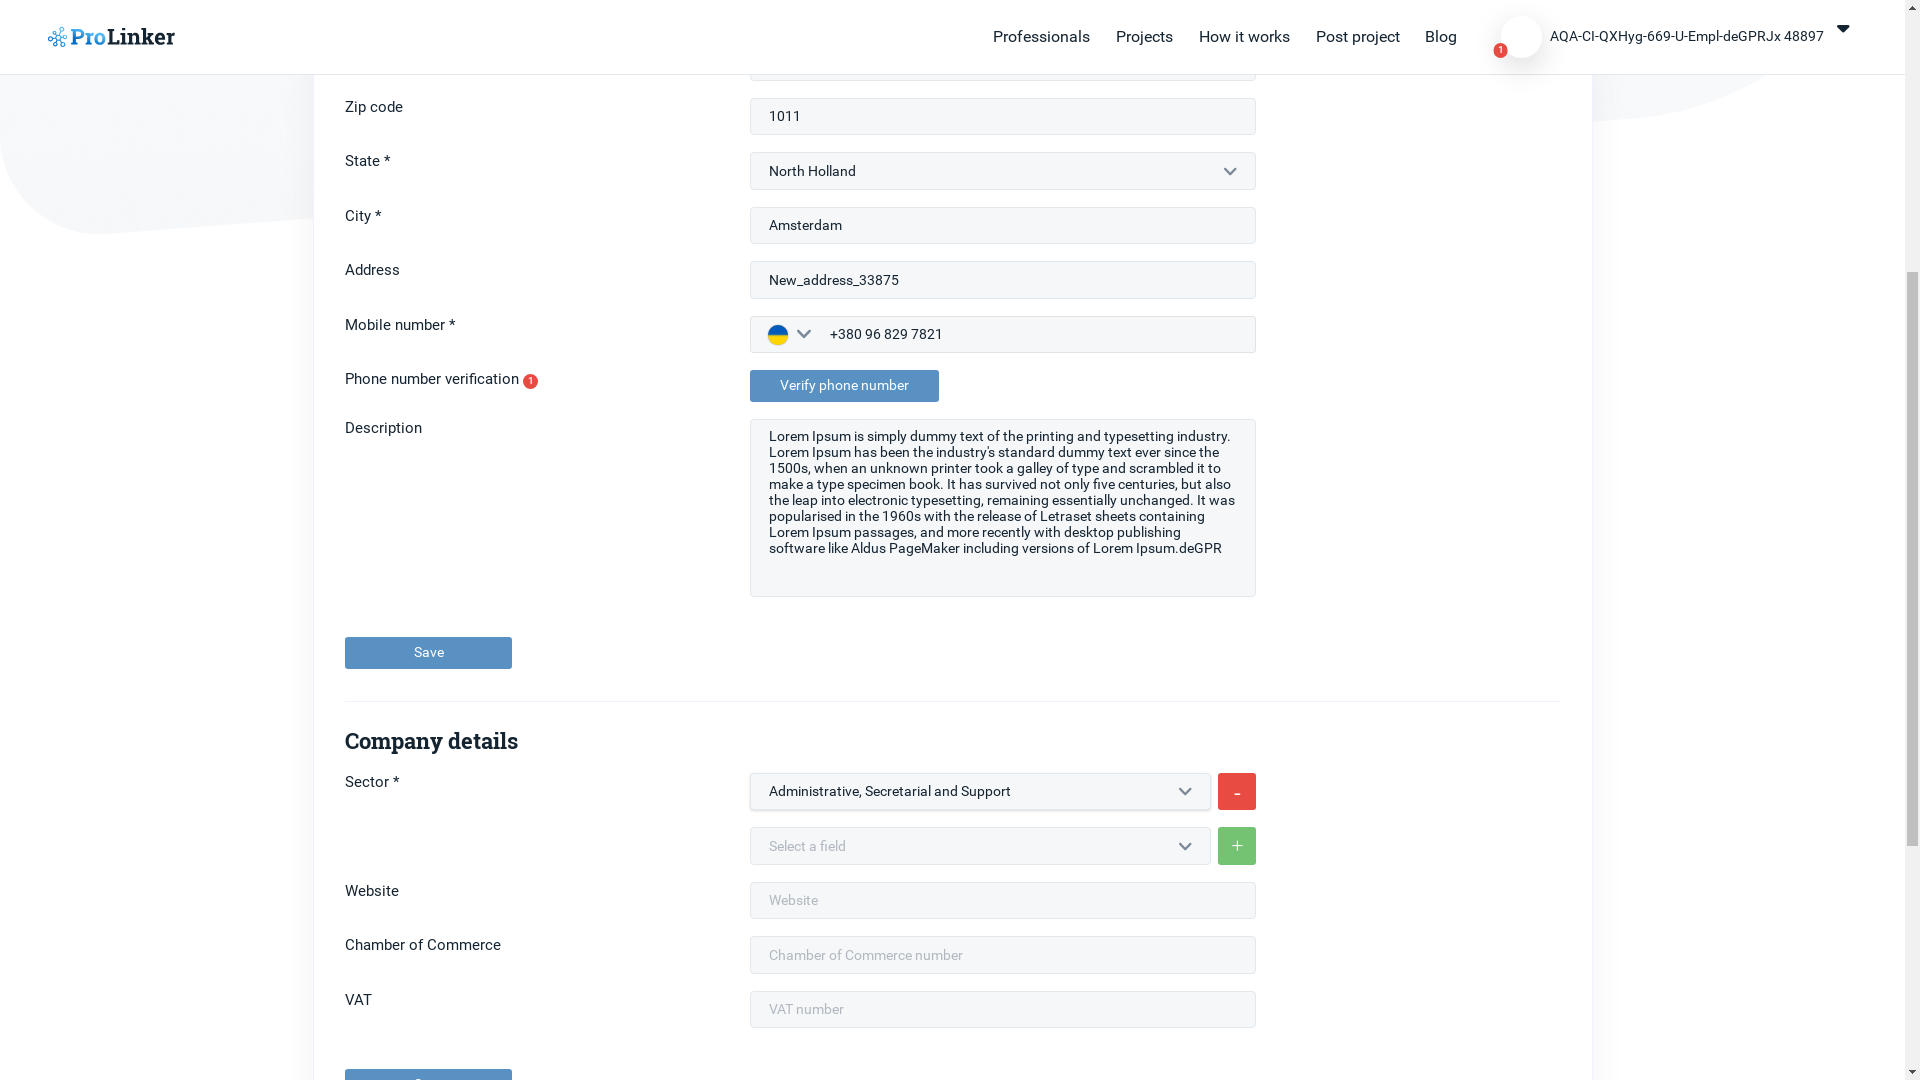 ProLinker
Professionals
Projects
How it works
Post project
Blog
1
AQA-CI-QXHyg-669-U-Empl-deGPRJx 48897
Zip code
1011
State *
North Holland
City *
Amsterdam
Address
New_address_33875
Mobile number *
+380 96 829 7821
Phone number verification 1
Verify phone number
Description
Lorem Ipsum is simply dummy text of the printing and typesetting industry.
Lorem Ipsum has been the industry's standard dummy text ever since the
1500s, when an unknown printer took a galley of type and scrambled it to
make a type specimen book. It has survived not only five centuries, but also
the leap into electronic typesetting, remaining essentially unchanged. It was
popularised in the 1960s with the release of Letraset sheets containing
Lorem Ipsum passages, and more recently with desktop publishing
software like Aldus PageMaker including versions of Lorem Ipsum.deGPR
Save
Company details
Sector *
Administrative, Secretarial and Support
-
Select a field
+
Website
Website
Chamber of Commerce
Chamber of Commerce number
VAT
VAT number